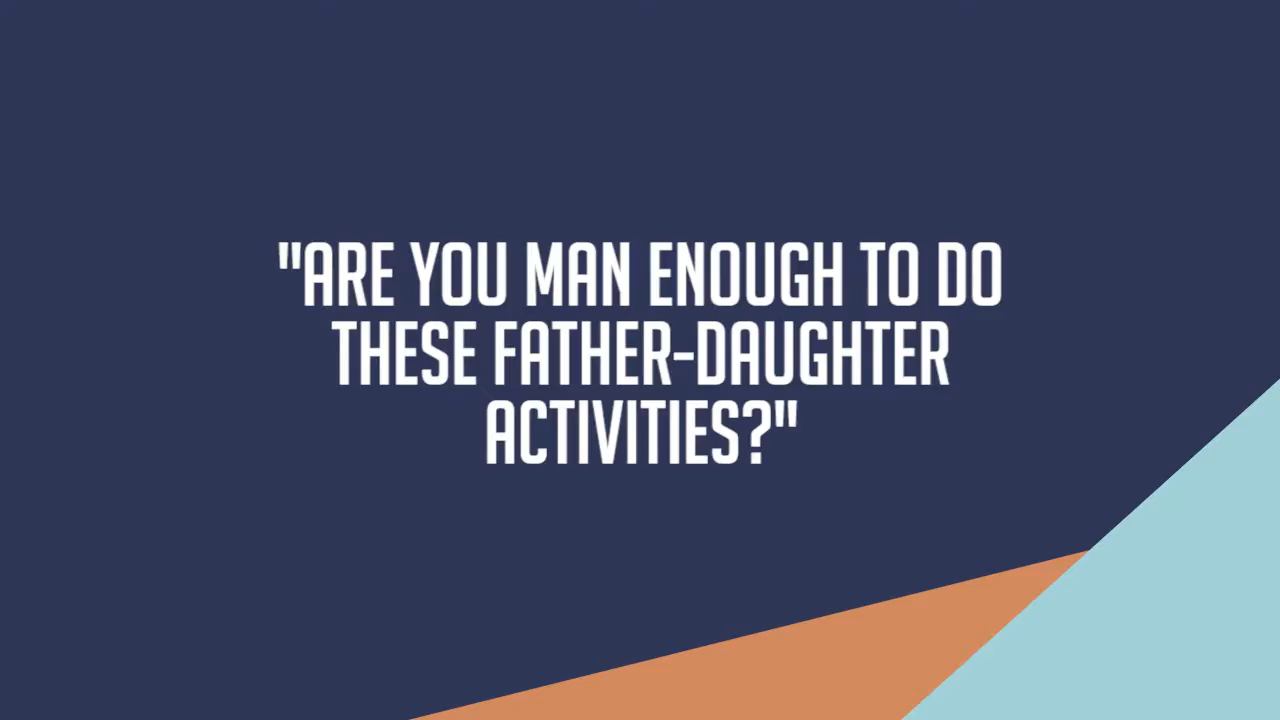 "ARE YOU MAN ENOUGH TO DO
THESE FATHER-DAUGHTER
ACTIVITIES?"